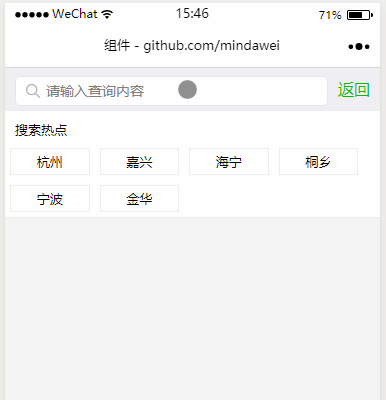 WeChat 15:46 71%
组件 - github.com/mindawei
请输入查询内容 返回
搜索热点
杭州 嘉兴 海宁 桐乡
宁波 金华